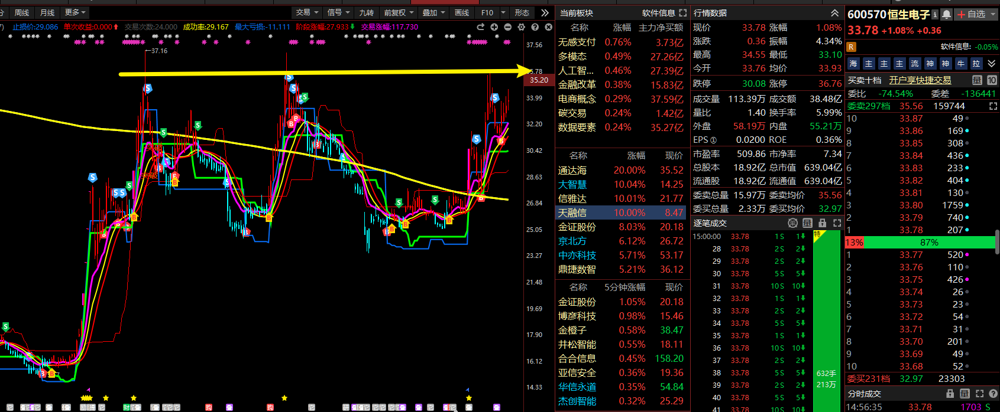 周线 月线 更多 交易 信号 九转 前复权 叠加 画线 F10 形态
止损价:29.086 单次收益:0.000 交易次数:24.000 成功率:29.167 最大亏损:-11.111 阶段涨幅:27.933 交易涨幅:117.730
37.16
37.56
35.78
35.20
33.99
32.20
30.42
28.63
26.84
25.05
23.27
21.48
19.69
17.90
16.12
14.33
当前板块 软件信息
名称 涨幅 主力净买额
无感支付 0.76% 3.73亿
多模态 0.49% 27.26亿
人工智... 0.46% 27.39亿
金融改革 0.38% 15.83亿
电商概念 0.29% 37.59亿
碳交易 0.24% 1.42亿
数据要素 0.24% 35.27亿
名称 涨幅 现价
通达海 20.00% 35.52
大智慧 10.04% 14.25
信雅达 10.01% 21.77
天融信 10.00% 8.47
金证股份 8.03% 20.18
京北方 6.12% 26.72
中亦科技 5.71% 53.17
鼎捷数智 5.21% 36.12
名称 5分钟涨幅 现价
金证股份 1.05% 20.18
博彦科技 0.98% 15.46
金橙子 0.58% 38.47
井松智能 0.55% 18.11
合合信息 0.45% 158.20
亚信安全 0.36% 19.36
华信永道 0.35% 54.84
杰创智能 0.32% 25.29
行情数据
现价 33.78 涨幅 1.08%
涨跌 0.36 振幅 4.34%
最高 34.55 最低 33.10
今开 33.76 均价 33.93
跌停 30.08 涨停 36.76
成交量 113.39万 成交额 38.48亿
量比 1.40 换手率 5.99%
外盘 58.19万 内盘 55.21万
EPS① 0.0200 ROE 0.36%
市盈率 509.86 市净率 7.34
总股本 18.92亿 总市值 639.04亿
流通股 18.92亿 流通值 639.04亿
委卖总量 15.97万 委卖均价 35.56
委买总量 2.33万 委买均价 32.97
逐笔成交 单
15:00:00 33.78 1 S 1
28 33.78 2 S 2
29 33.78 2 S 2
30 33.78 5 S 5
31 33.78 10 S 10
32 33.78 1 S 1
33 33.78 2 S 2
34 33.78 5 S 5
35 33.78 1 S 1
36 33.78 10 S 10
37 33.78 2 S 2
38 33.78 5 S 5
39 33.78 2 S 2
40 33.78 5 S 5
41 33.78 10 S 10
特
632手
213万
600570 恒生电子 + 自选
33.78 +1.08% +0.36
R 软件信息: -0.05%
海 主 主 主 流 神 神 牛 拉
买卖十档 开户享快捷交易 10
委比 -74.54% 委差 -136441
委卖297档 35.56 159744
10 33.87 49
9 33.86 169
8 33.85 308
7 33.84 436
6 33.83 233
5 33.82 404
4 33.81 130
3 33.80 1759
2 33.79 740
1 33.78 207
13% 87%
1 33.77 520
2 33.76 110
3 33.75 426
4 33.74 26
5 33.73 23
6 33.72 54
7 33.71 31
8 33.70 201
9 33.69 49
10 33.68 52
委买231档 32.97 23303
分时成交
14:56:35 33.78 1703 S